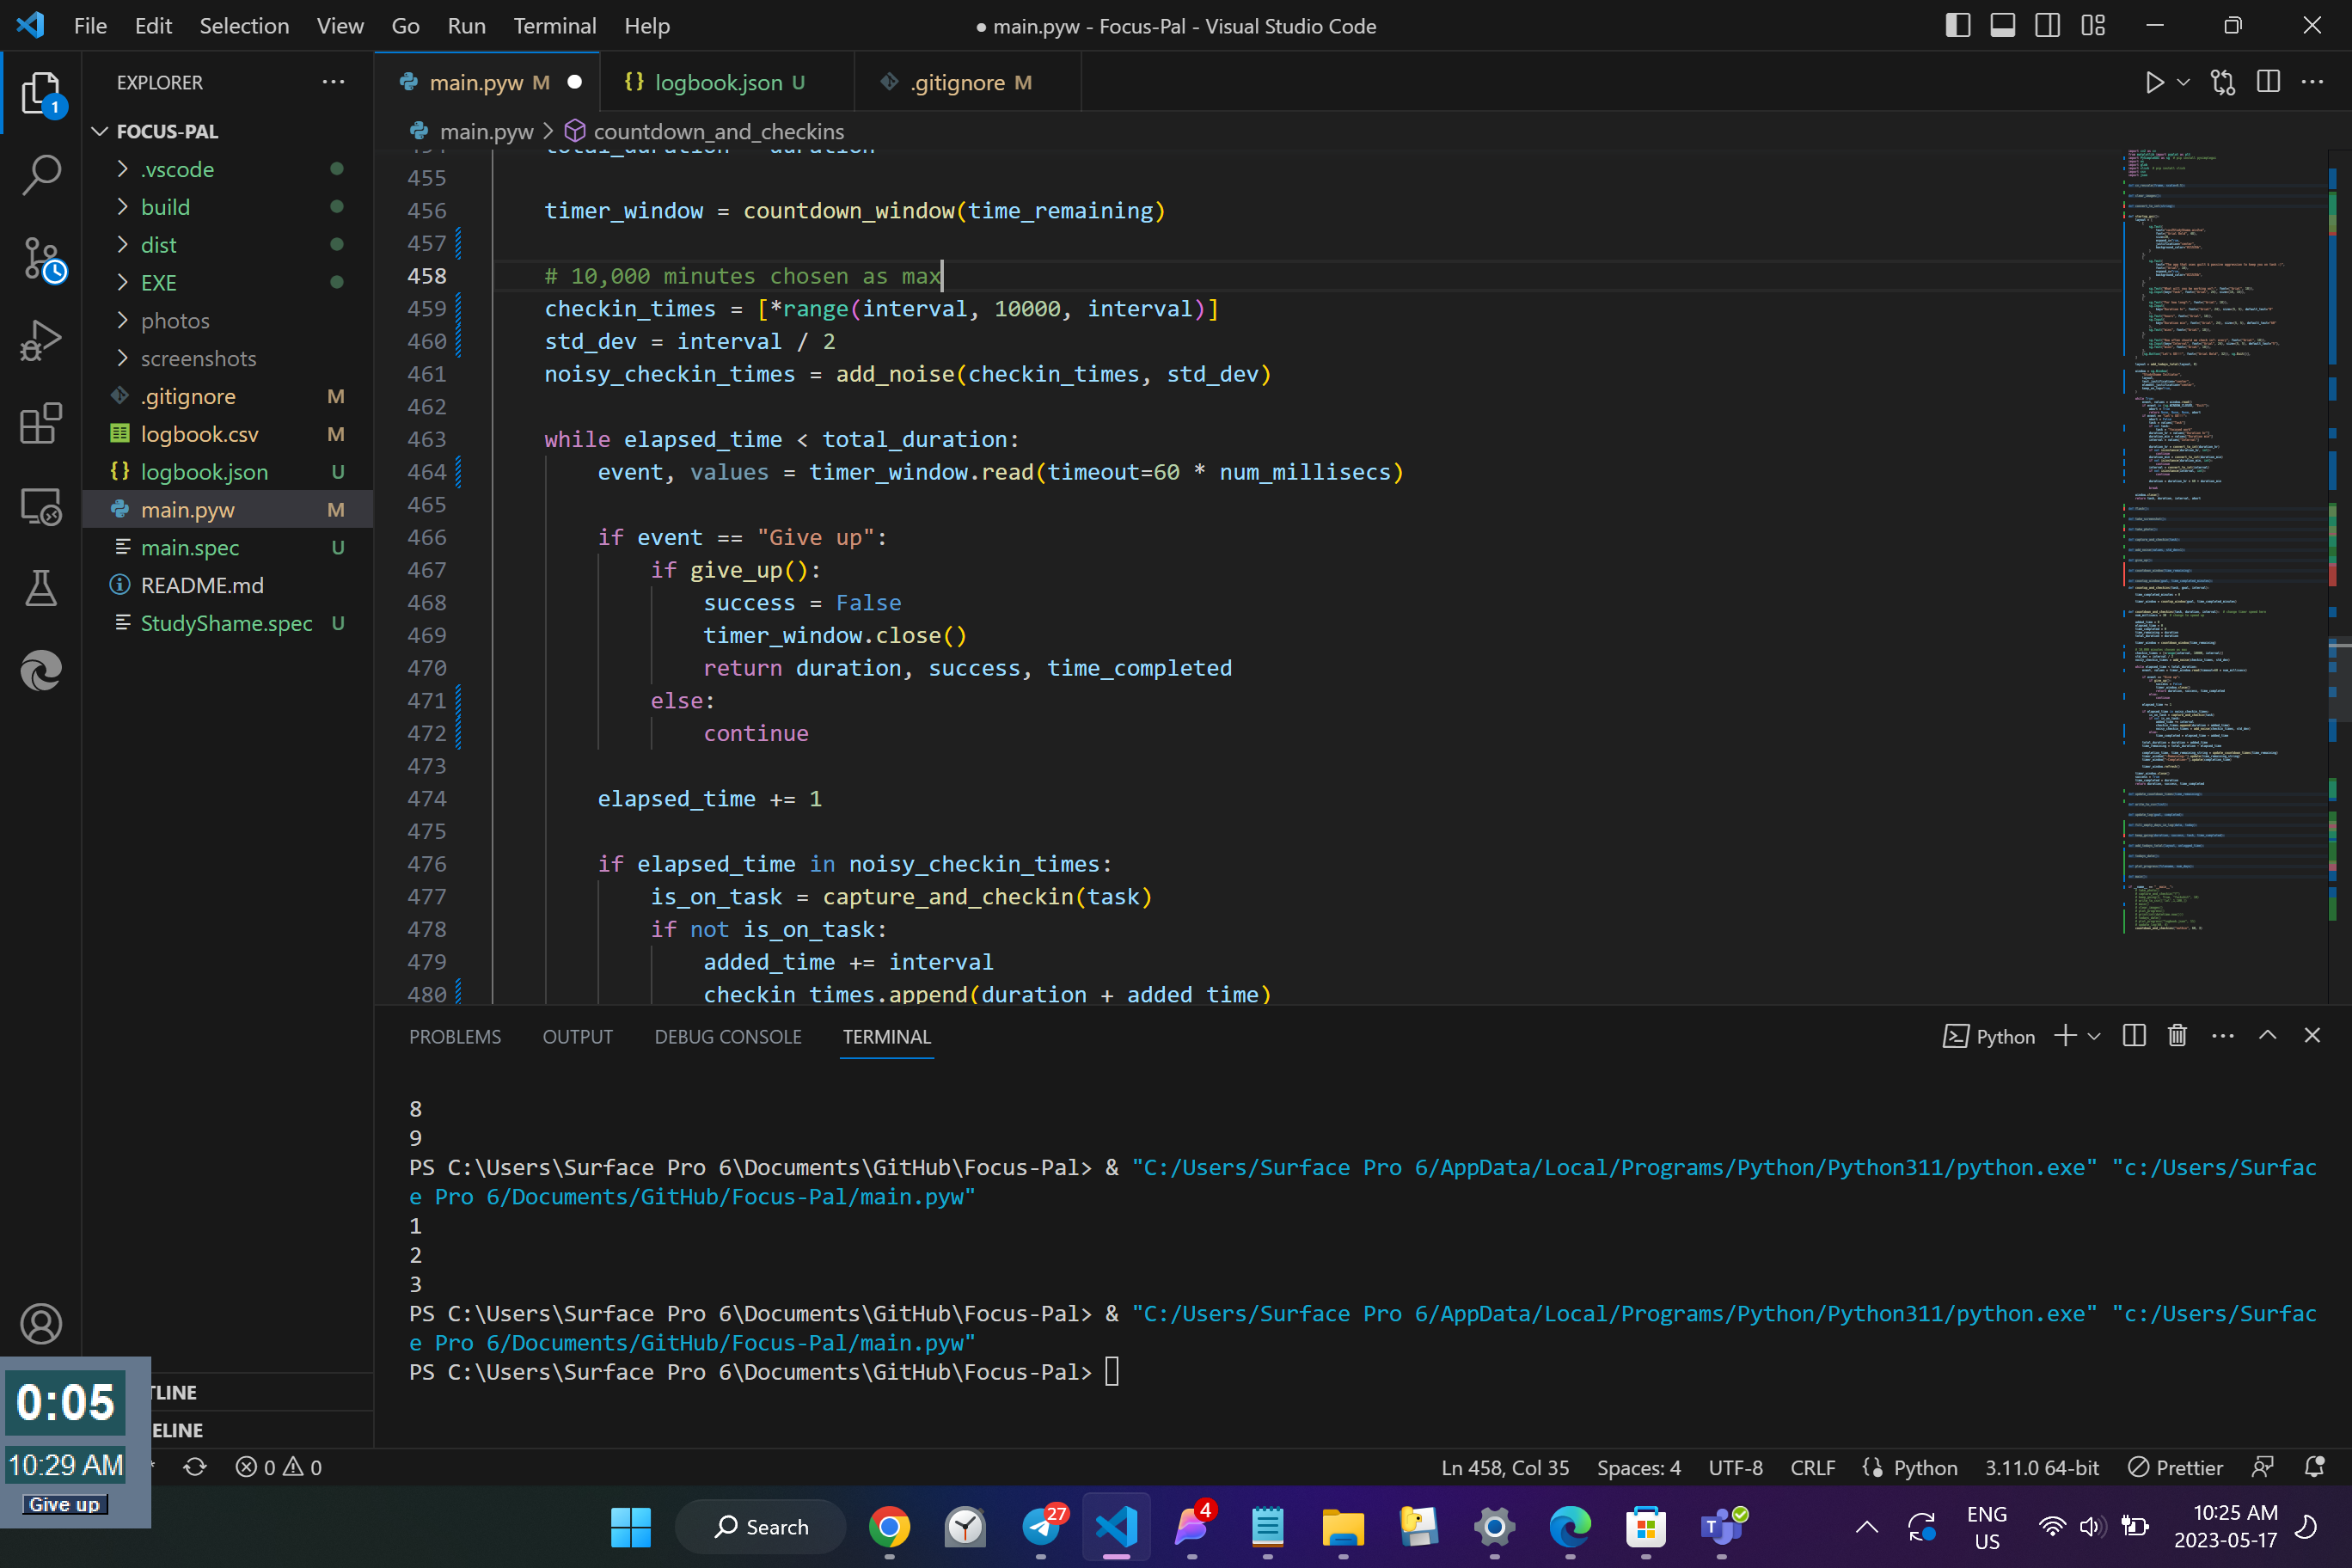 File Edit Selection View Go Run Terminal Help
● main.pyw - Focus-Pal - Visual Studio Code
EXPLORER
main.pyw M
{} logbook.json U
.gitignore M
1
FOCUS-PAL
.vscode
build
dist
EXE
photos
screenshots
.gitignore M
logbook.csv M
{} logbook.json U
main.pyw M
main.spec U
README.md
StudyShame.spec U
TLINE
ELINE
main.pyw > countdown_and_checkins
454 total_duration = duration
455
456 timer_window = countdown_window(time_remaining)
457
458 # 10,000 minutes chosen as max
459 checkin_times = [*range(interval, 10000, interval)]
460 std_dev = interval / 2
461 noisy_checkin_times = add_noise(checkin_times, std_dev)
462
463 while elapsed_time < total_duration:
464 event, values = timer_window.read(timeout=60 * num_millisecs)
465
466 if event == "Give up":
467 if give_up():
468 success = False
469 timer_window.close()
470 return duration, success, time_completed
471 else:
472 continue
473
474 elapsed_time += 1
475
476 if elapsed_time in noisy_checkin_times:
477 is_on_task = capture_and_checkin(task)
478 if not is_on_task:
479 added_time += interval
480 checkin_times.append(duration + added_time)
PROBLEMS OUTPUT DEBUG CONSOLE TERMINAL
Python
8
9
PS C:\Users\Surface Pro 6\Documents\GitHub\Focus-Pal> & "C:/Users/Surface Pro 6/AppData/Local/Programs/Python/Python311/python.exe" "c:/Users/Surfac
e Pro 6/Documents/GitHub/Focus-Pal/main.pyw"
1
2
3
PS C:\Users\Surface Pro 6\Documents\GitHub\Focus-Pal> & "C:/Users/Surface Pro 6/AppData/Local/Programs/Python/Python311/python.exe" "c:/Users/Surfac
e Pro 6/Documents/GitHub/Focus-Pal/main.pyw"
PS C:\Users\Surface Pro 6\Documents\GitHub\Focus-Pal>
0:05
10:29 AM
Give up
0 0
Ln 458, Col 35 Spaces: 4 UTF-8 CRLF Python 3.11.0 64-bit Prettier
Search
27
4
ENG
US
10:25 AM
2023-05-17